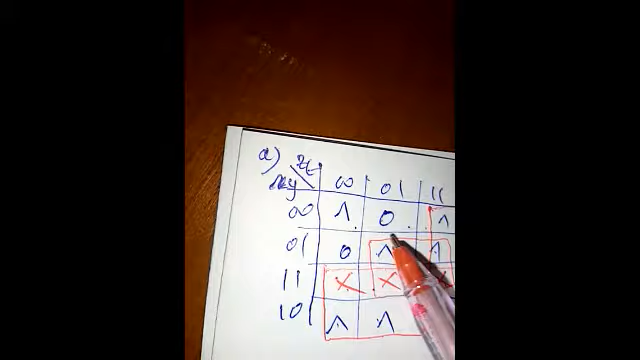 a) zt
xy 00 01 11
00 1 0 1
01 0 1 1
11 X X
10 1 1